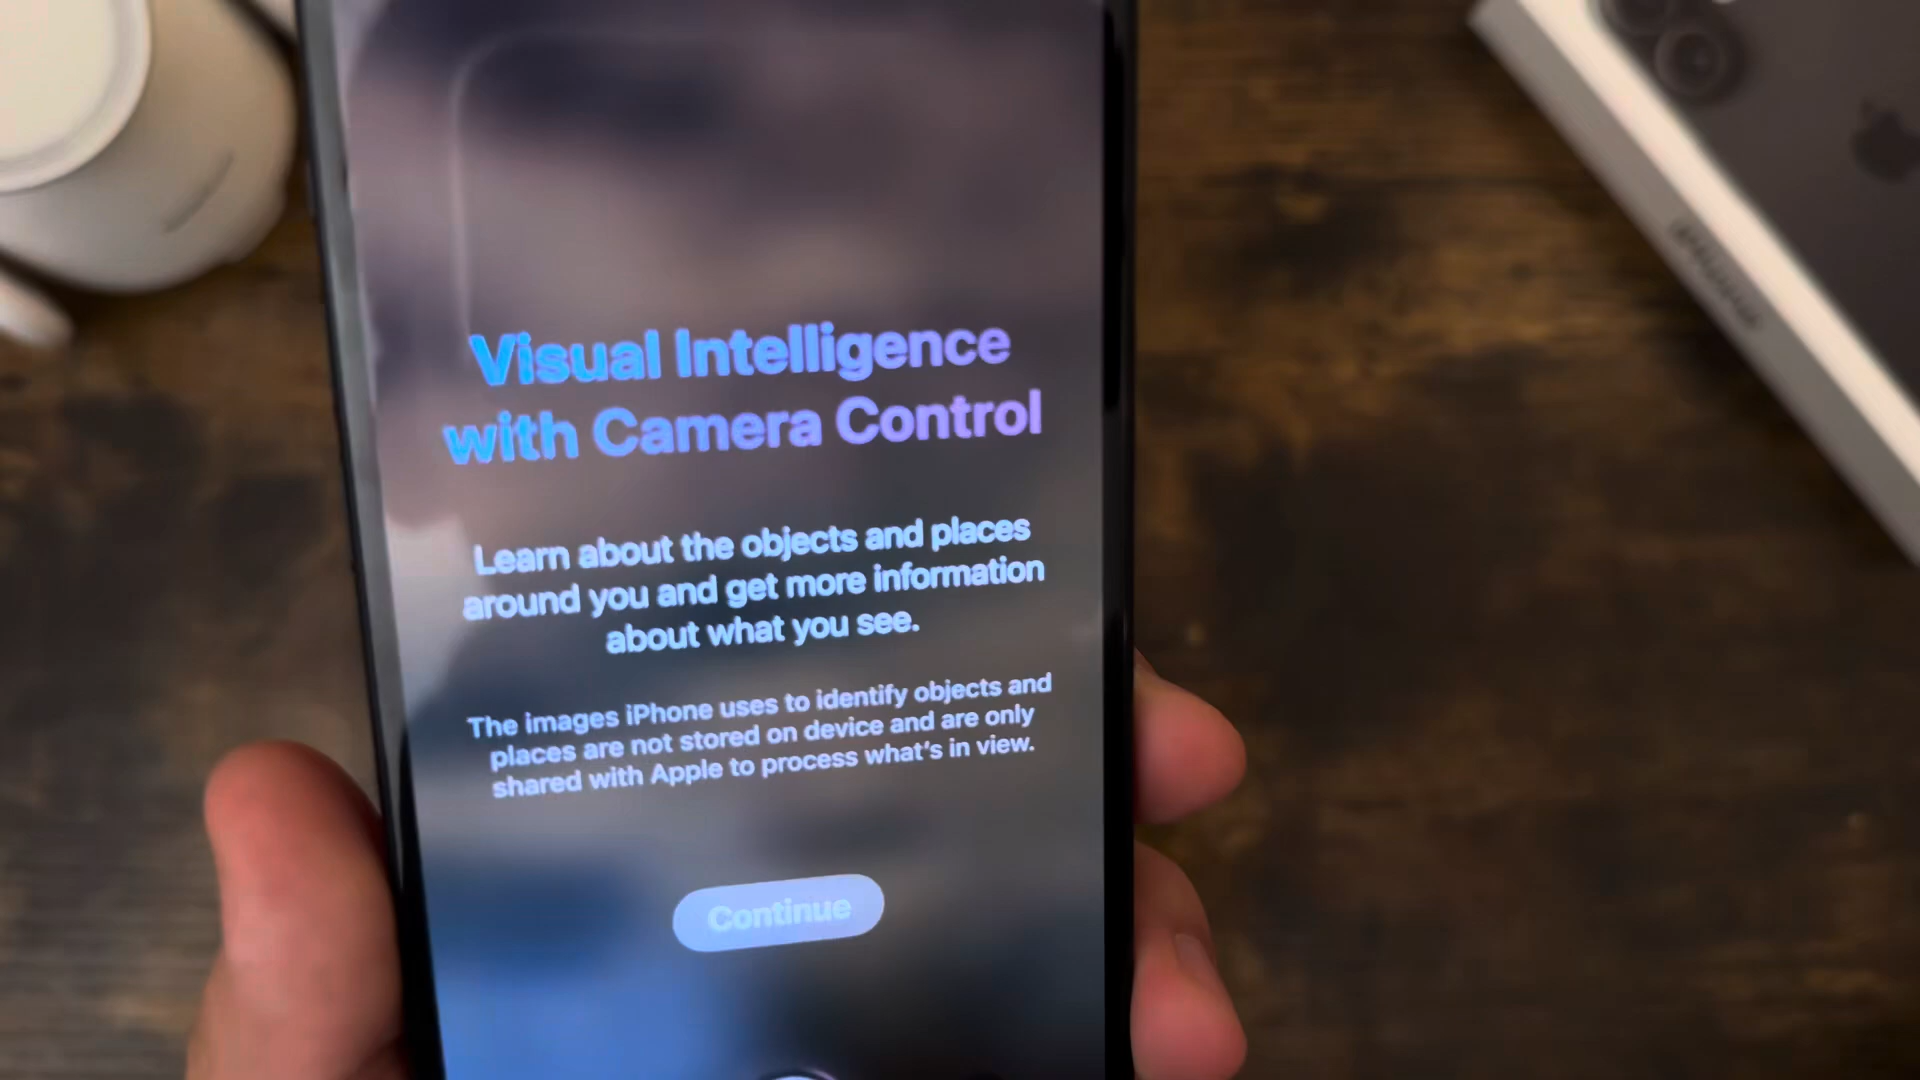 Visual Intelligence
with Camera Control
Learn about the objects and places
around you and get more information
about what you see.
The images iPhone uses to identify objects and
places are not stored on device and are only
shared with Apple to process what's in view.
Continue
iPhone